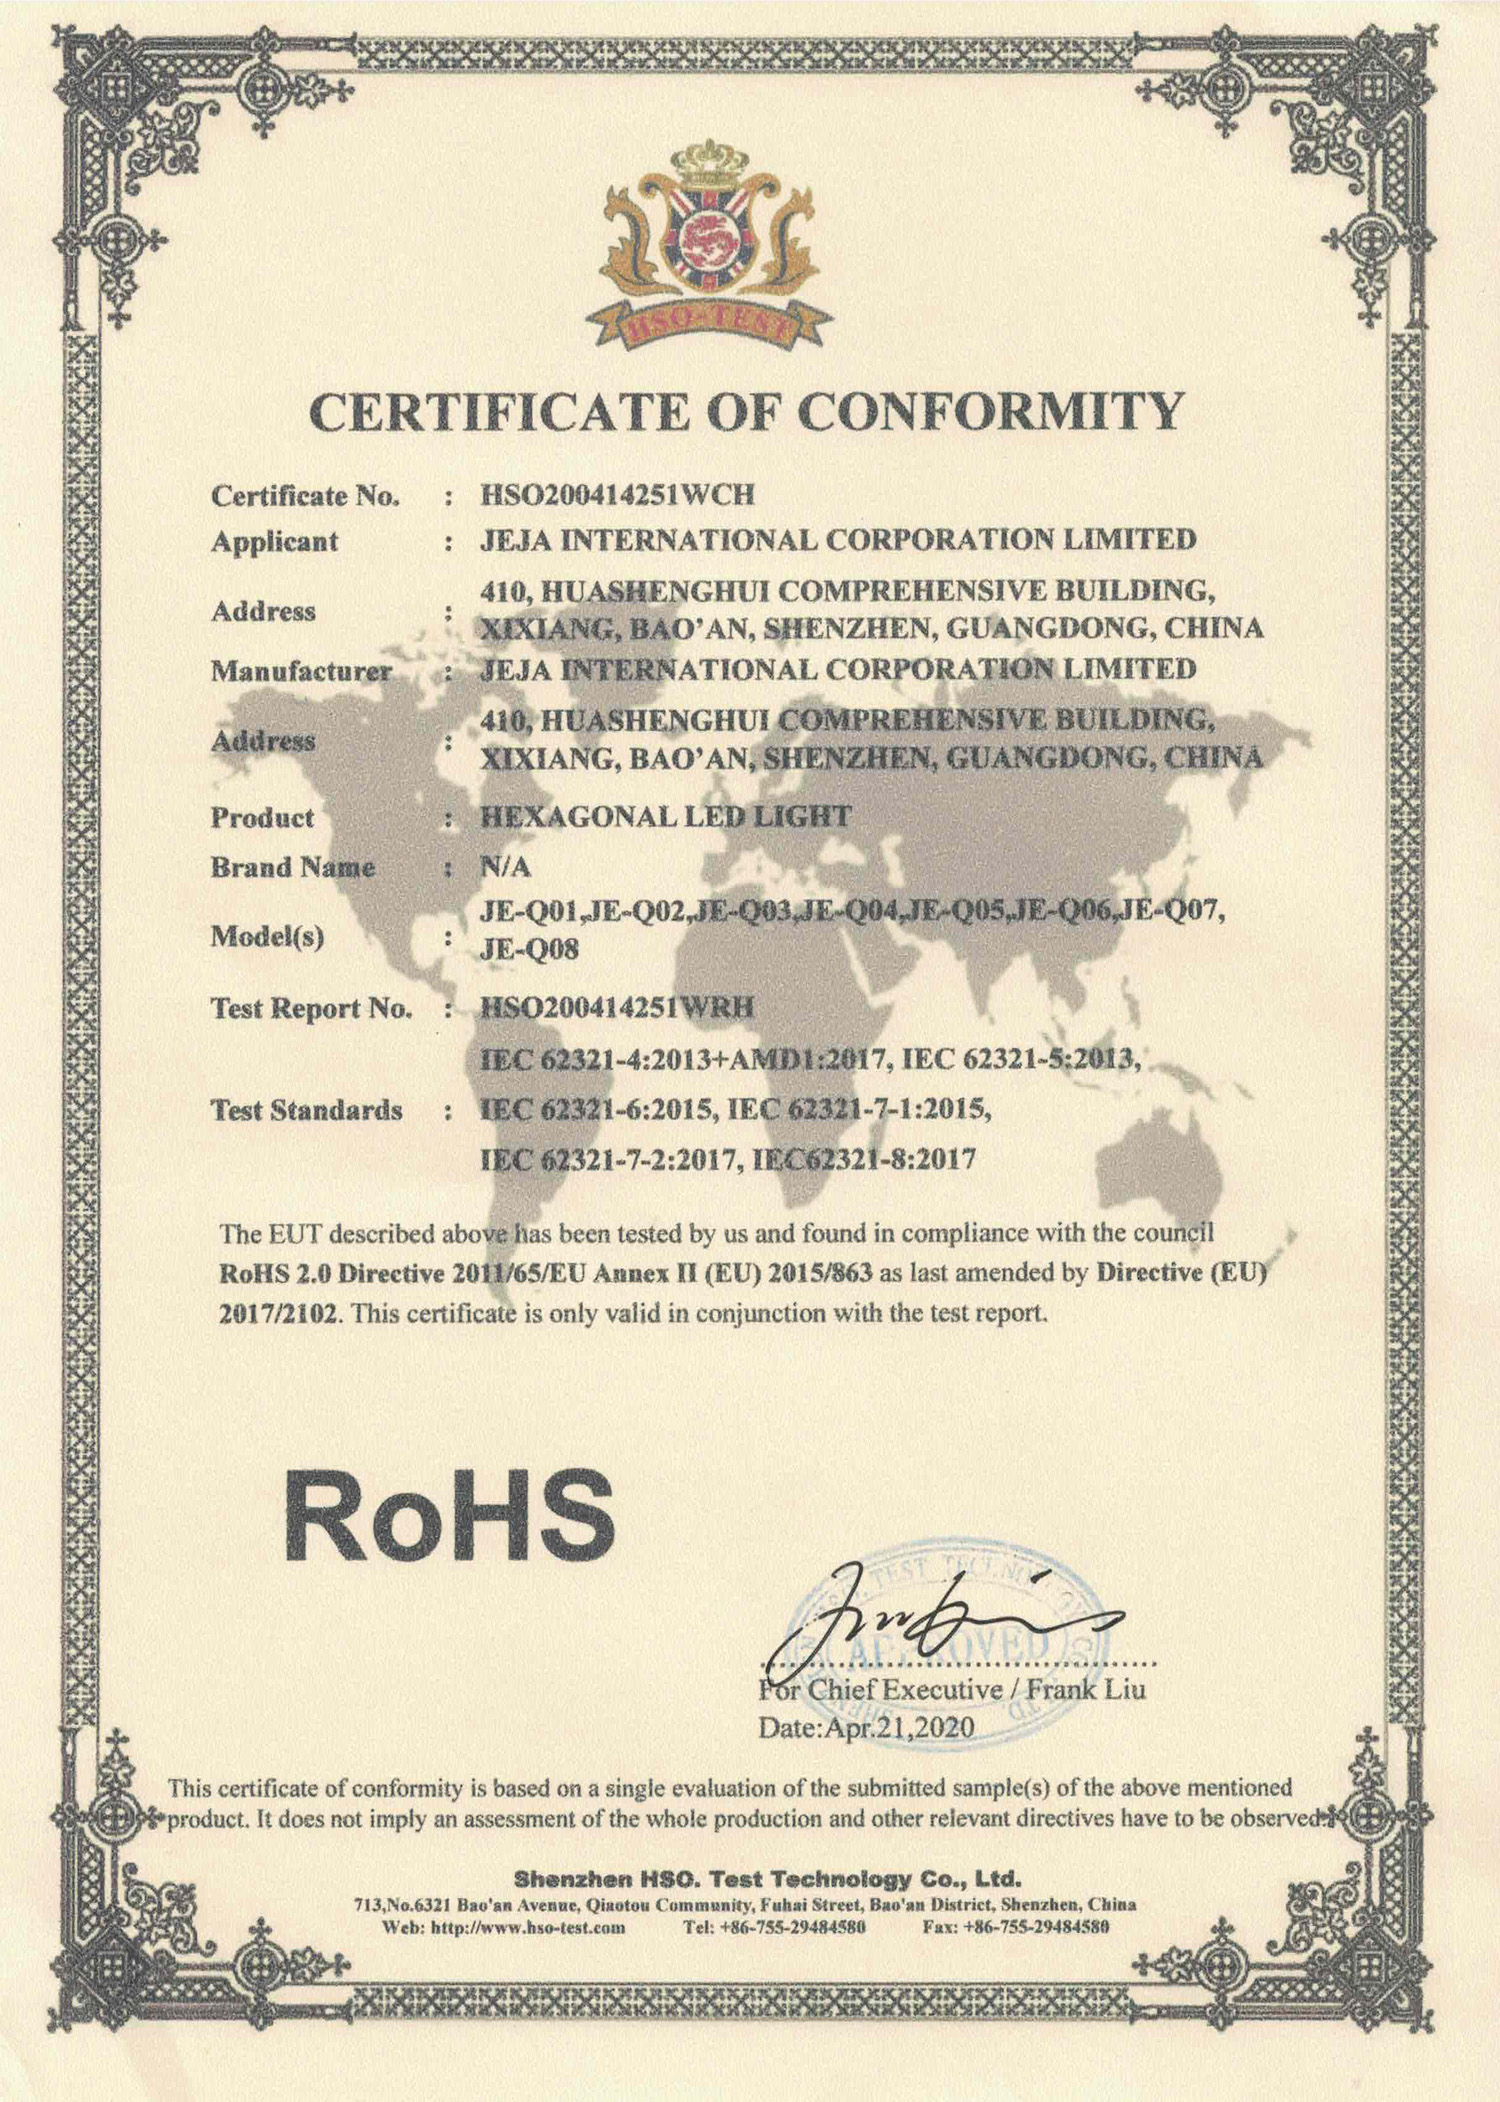 HSO-TEST
CERTIFICATE OF CONFORMITY
Certificate No. : HSO200414251WCH
Applicant : JEJA INTERNATIONAL CORPORATION LIMITED
Address : 410, HUASHENGHUI COMPREHENSIVE BUILDING,
XIXIANG, BAO'AN, SHENZHEN, GUANGDONG, CHINA
Manufacturer : JEJA INTERNATIONAL CORPORATION LIMITED
Address : 410, HUASHENGHUI COMPREHENSIVE BUILDING,
XIXIANG, BAO'AN, SHENZHEN, GUANGDONG, CHINA
Product : HEXAGONAL LED LIGHT
Brand Name : N/A
Model(s) : JE-Q01,JE-Q02,JE-Q03,JE-Q04,JE-Q05,JE-Q06,JE-Q07,
JE-Q08
Test Report No. : HSO200414251WRH
IEC 62321-4:2013+AMD1:2017, IEC 62321-5:2013,
Test Standards : IEC 62321-6:2015, IEC 62321-7-1:2015,
IEC 62321-7-2:2017, IEC62321-8:2017
The EUT described above has been tested by us and found in compliance with the council
RoHS 2.0 Directive 2011/65/EU Annex II (EU) 2015/863 as last amended by Directive (EU)
2017/2102. This certificate is only valid in conjunction with the test report.
RoHS
APPROVED
For Chief Executive / Frank Liu
Date:Apr.21,2020
This certificate of conformity is based on a single evaluation of the submitted sample(s) of the above mentioned
product. It does not imply an assessment of the whole production and other relevant directives have to be observed.
Shenzhen HSO. Test Technology Co., Ltd.
713,No.6321 Bao'an Avenue, Qiaotou Community, Fuhai Street, Bao'an District, Shenzhen, China
Web: http://www.hso-test.com Tel: +86-755-29484580 Fax: +86-755-29484580